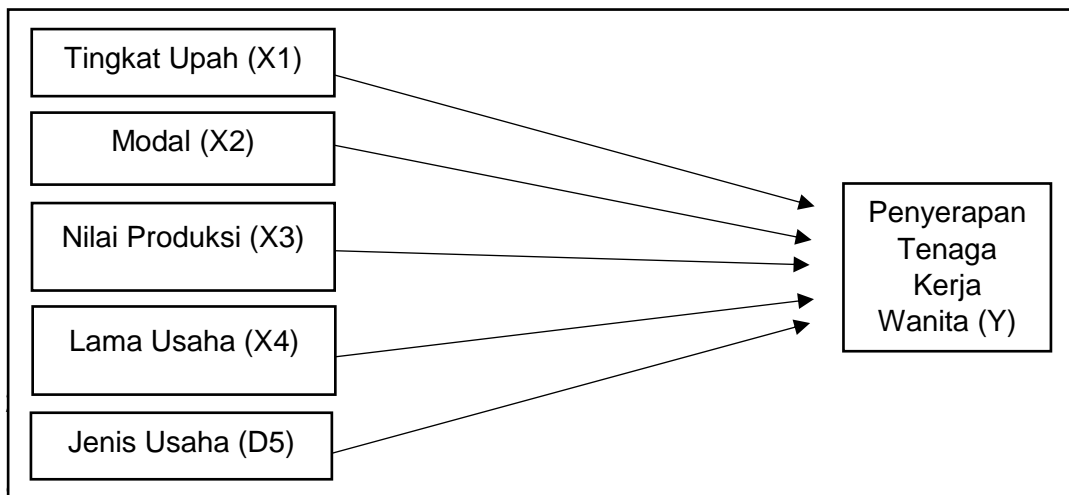 Tingkat Upah (X1)
Modal (X2)
Nilai Produksi (X3)
Lama Usaha (X4)
Jenis Usaha (D5)
Penyerapan
Tenaga
Kerja
Wanita (Y)